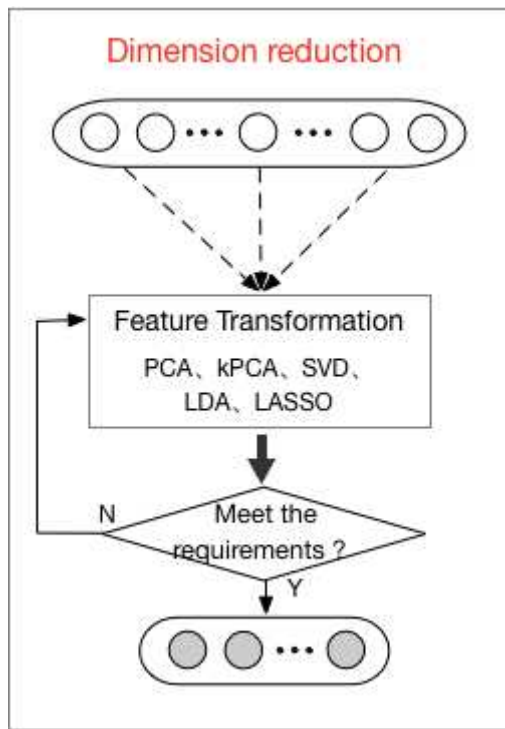 Dimension reduction
Feature Transformation
PCA、kPCA、SVD、
LDA、LASSO
N
Meet the
requirements ?
Y